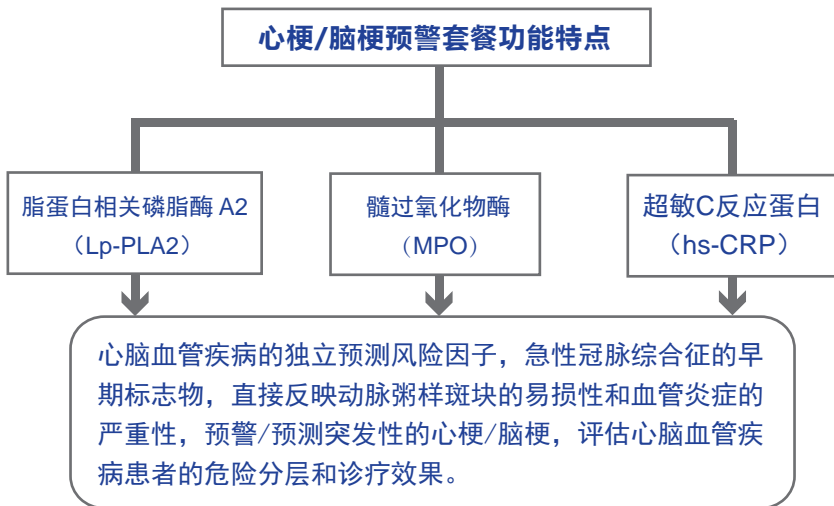 心梗/脑梗预警套餐功能特点
脂蛋白相关磷脂酶 A2
（Lp-PLA2）
髓过氧化物酶
（MPO）
超敏C反应蛋白
（hs-CRP）
心脑血管疾病的独立预测风险因子，急性冠脉综合征的早
期标志物，直接反映动脉粥样斑块的易损性和血管炎症的
严重性，预警/预测突发性的心梗/脑梗，评估心脑血管疾
病患者的危险分层和诊疗效果。